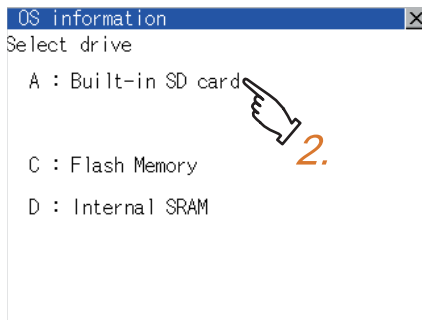 OS information
Select drive
A : Built-in SD card
2.
C : Flash Memory
D : Internal SRAM